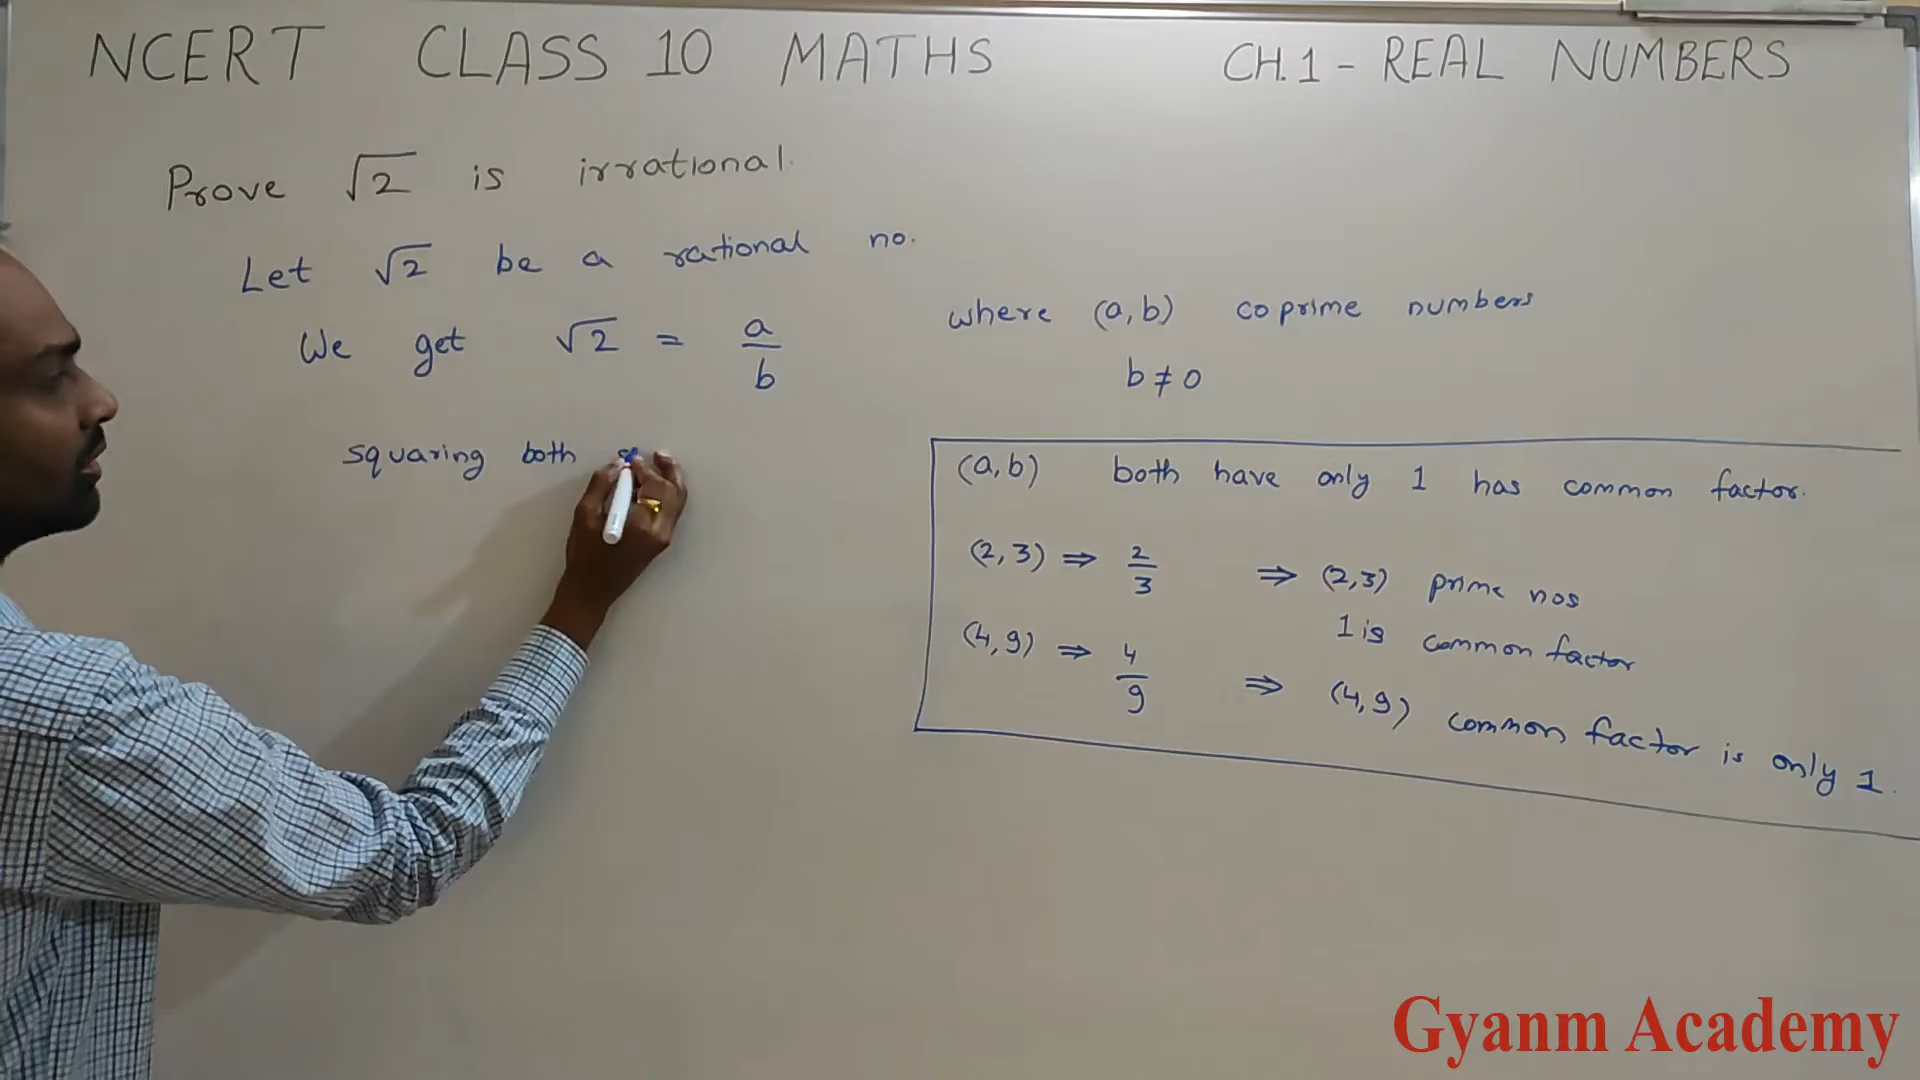 NCERT CLASS 10 MATHS CH.1 - REAL NUMBERS
Prove √2 is irrational.
Let √2 be a rational no.
We get √2 = a/b where (a,b) coprime numbers
b ≠ 0
squaring both
(a,b) both have only 1 has common factor.
(2,3) ⇒ 2/3 ⇒ (2,3) prime nos
1 is common factor
(4,9) ⇒ 4/9 ⇒ (4,9) common factor is only 1.
Gyanm Academy